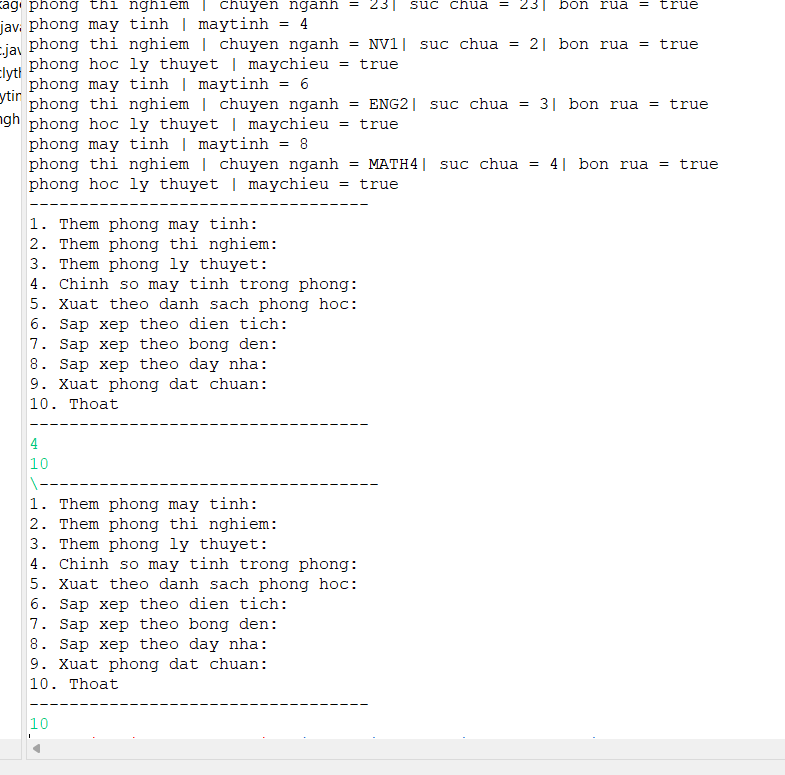 phong thi nghiem | chuyen nganh = 23| suc chua = 23| bon rua = true
phong may tinh | maytinh = 4
phong thi nghiem | chuyen nganh = NV1| suc chua = 2| bon rua = true
phong hoc ly thuyet | maychieu = true
phong may tinh | maytinh = 6
phong thi nghiem | chuyen nganh = ENG2| suc chua = 3| bon rua = true
phong hoc ly thuyet | maychieu = true
phong may tinh | maytinh = 8
phong thi nghiem | chuyen nganh = MATH4| suc chua = 4| bon rua = true
phong hoc ly thuyet | maychieu = true
----------------------------------
1. Them phong may tinh:
2. Them phong thi nghiem:
3. Them phong ly thuyet:
4. Chinh so may tinh trong phong:
5. Xuat theo danh sach phong hoc:
6. Sap xep theo dien tich:
7. Sap xep theo bong den:
8. Sap xep theo day nha:
9. Xuat phong dat chuan:
10. Thoat
----------------------------------
4
10
\----------------------------------
1. Them phong may tinh:
2. Them phong thi nghiem:
3. Them phong ly thuyet:
4. Chinh so may tinh trong phong:
5. Xuat theo danh sach phong hoc:
6. Sap xep theo dien tich:
7. Sap xep theo bong den:
8. Sap xep theo day nha:
9. Xuat phong dat chuan:
10. Thoat
----------------------------------
10